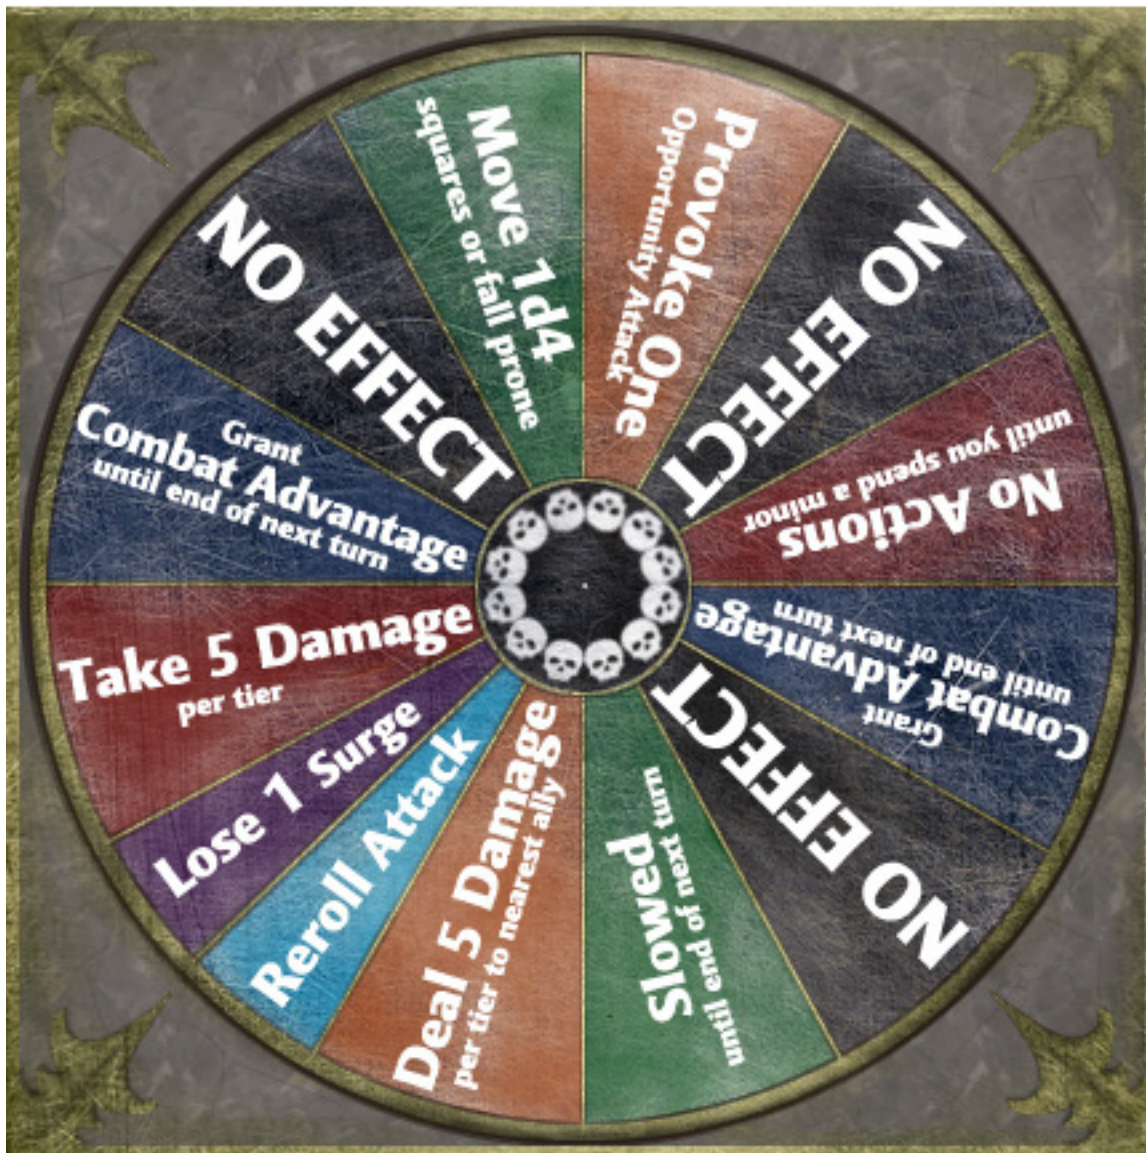 Provoke One
Opportunity Attack
NO EFFECT
No Actions
until you spend a minor
Grant
Combat Advantage
until end of next turn
NO EFFECT
Slowed
until end of next turn
Deal 5 Damage
per tier to nearest ally
Reroll Attack
Lose 1 Surge
Take 5 Damage
per tier
Grant
Combat Advantage
until end of next turn
NO EFFECT
Move 1d4
squares or fall prone